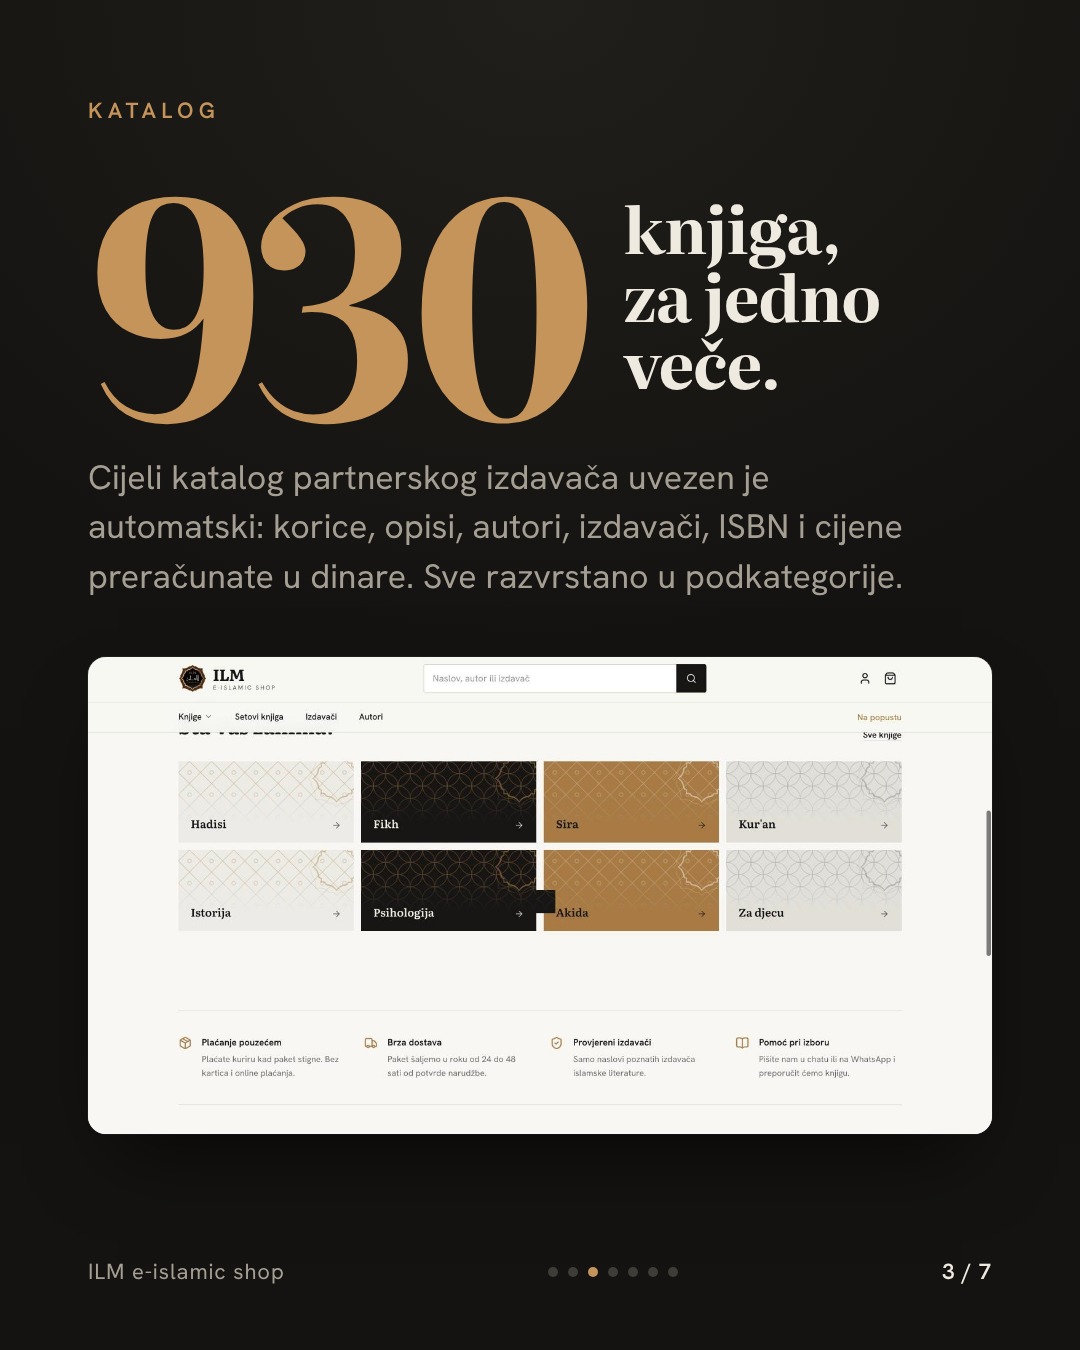 KATALOG
930
knjiga,
za jedno
veče.
Cijeli katalog partnerskog izdavača uvezen je
automatski: korice, opisi, autori, izdavači, ISBN i cijene
preračunate u dinare. Sve razvrstano u podkategorije.
ILM
E-ISLAMIC SHOP
Naslov, autor ili izdavač
Knjige Setovi knjiga Izdavači Autori Na popustu
Sve knjige
Hadisi Fikh Sira Kur'an
Istorija Psihologija Akida Za djecu
Plaćanje pouzećem
Plaćate kuriru kad paket stigne. Bez
kartica i online plaćanja.
Brza dostava
Paket šaljemo u roku od 24 do 48
sati od potvrde narudžbe.
Provjereni izdavači
Samo naslovi poznatih izdavača
islamske literature.
Pomoć pri izboru
Pišite nam u chatu ili na WhatsApp i
preporučit ćemo knjigu.
ILM e-islamic shop
3 / 7